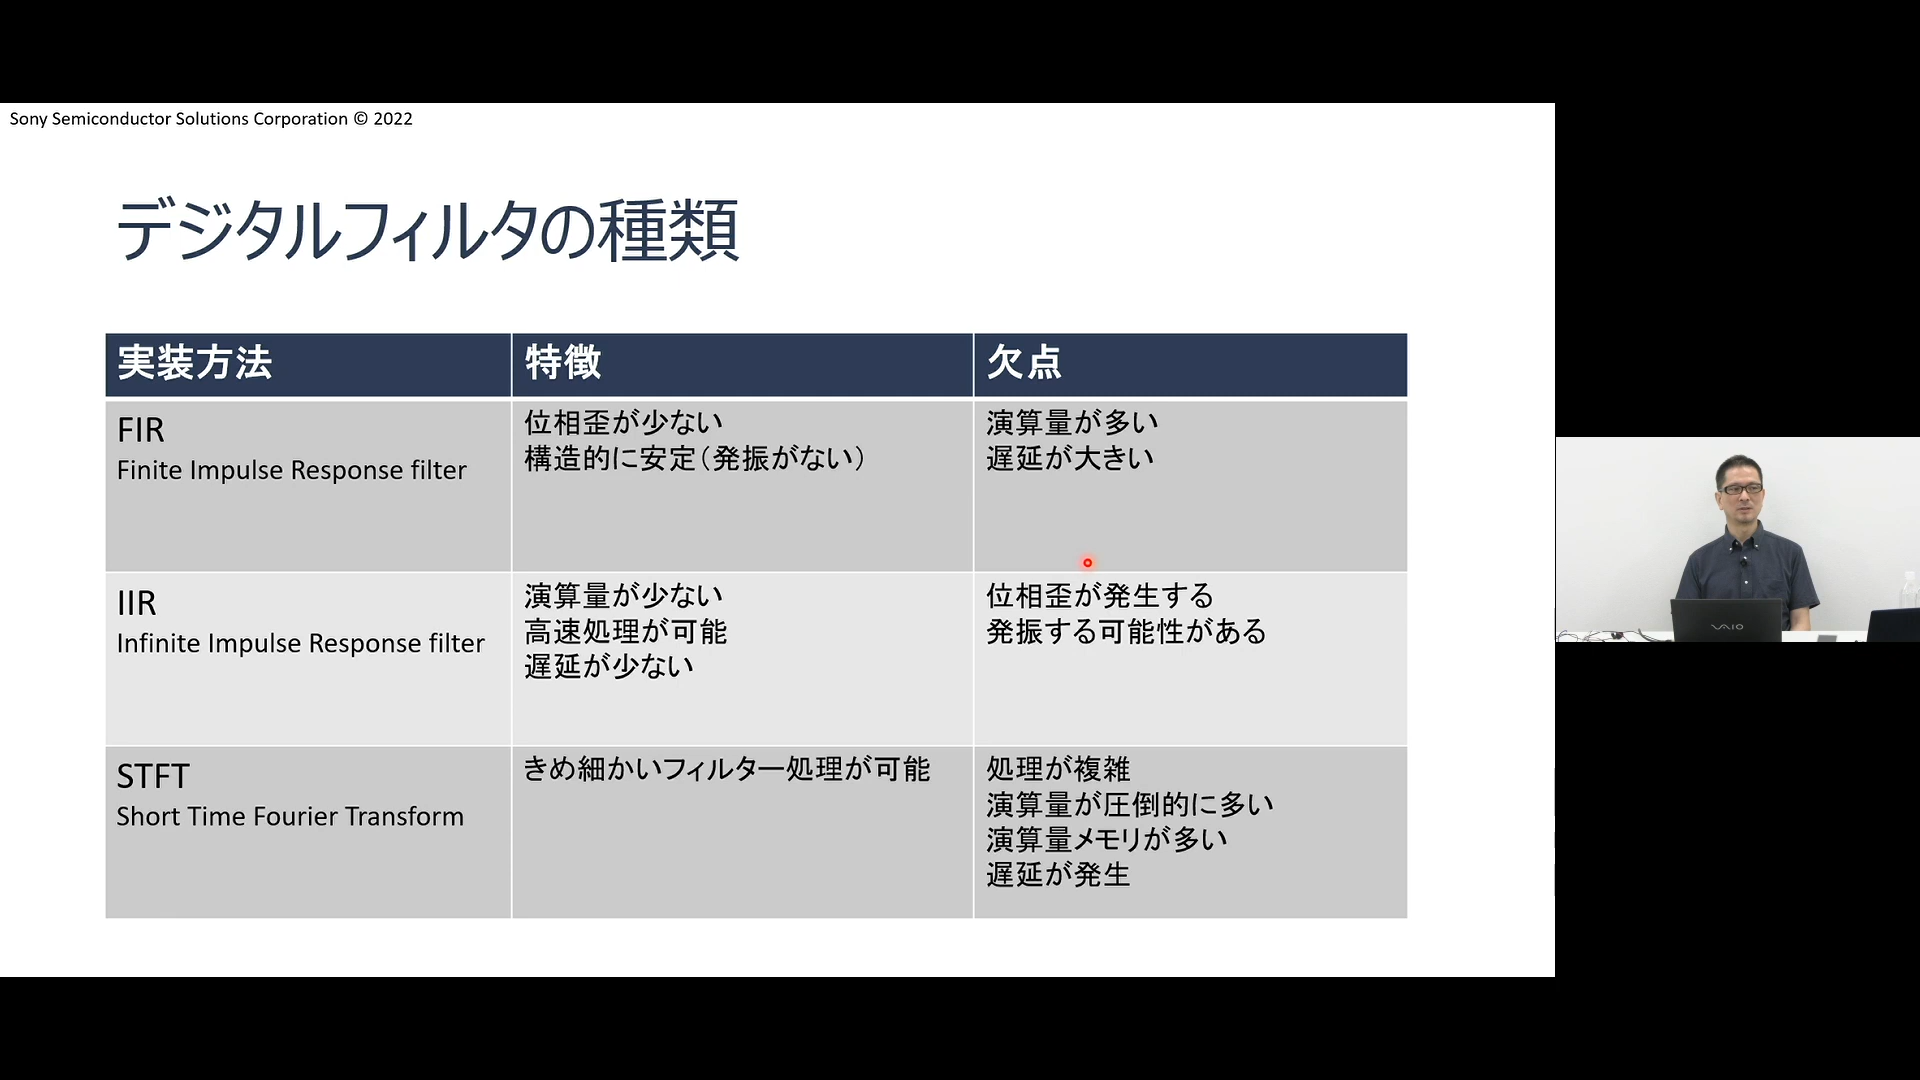 Sony Semiconductor Solutions Corporation © 2022
デジタルフィルタの種類
実装方法
特徴
欠点
FIR
Finite Impulse Response filter
位相歪が少ない
構造的に安定（発振がない）
演算量が多い
遅延が大きい
IIR
Infinite Impulse Response filter
演算量が少ない
高速処理が可能
遅延が少ない
位相歪が発生する
発振する可能性がある
STFT
Short Time Fourier Transform
きめ細かいフィルター処理が可能
処理が複雑
演算量が圧倒的に多い
演算量メモリが多い
遅延が発生
VAIO